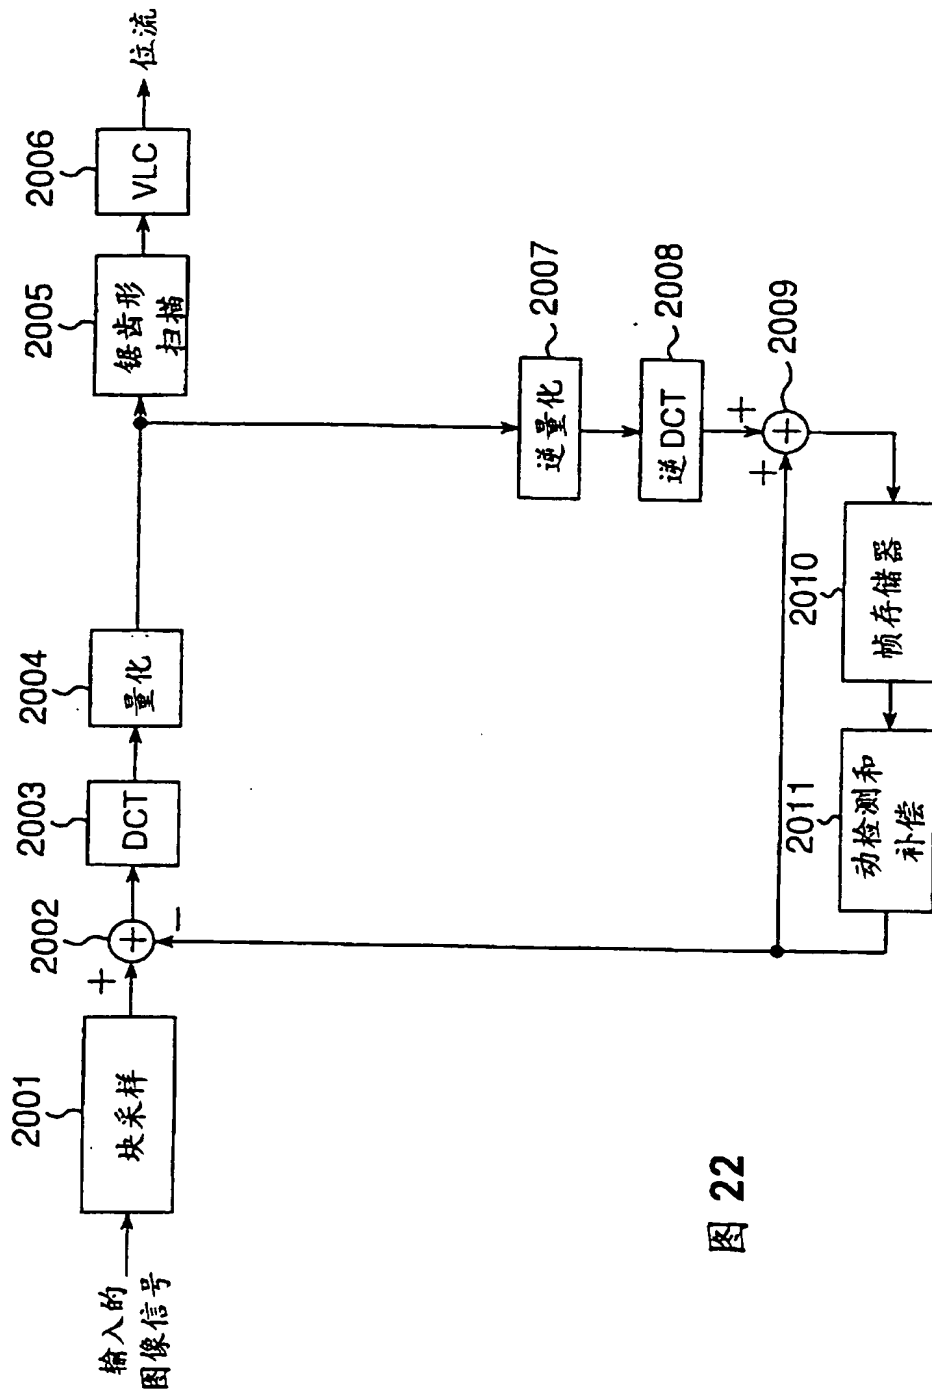 输入的
图像信号
2001
块采样
+
2002
+
−
2003
DCT
2004
量化
2005
锯齿形
扫描
2006
VLC
位流
2007
逆量化
2008
逆DCT
+
+
2009
+
2010
帧存储器
2011
动检测和
补偿
图 22